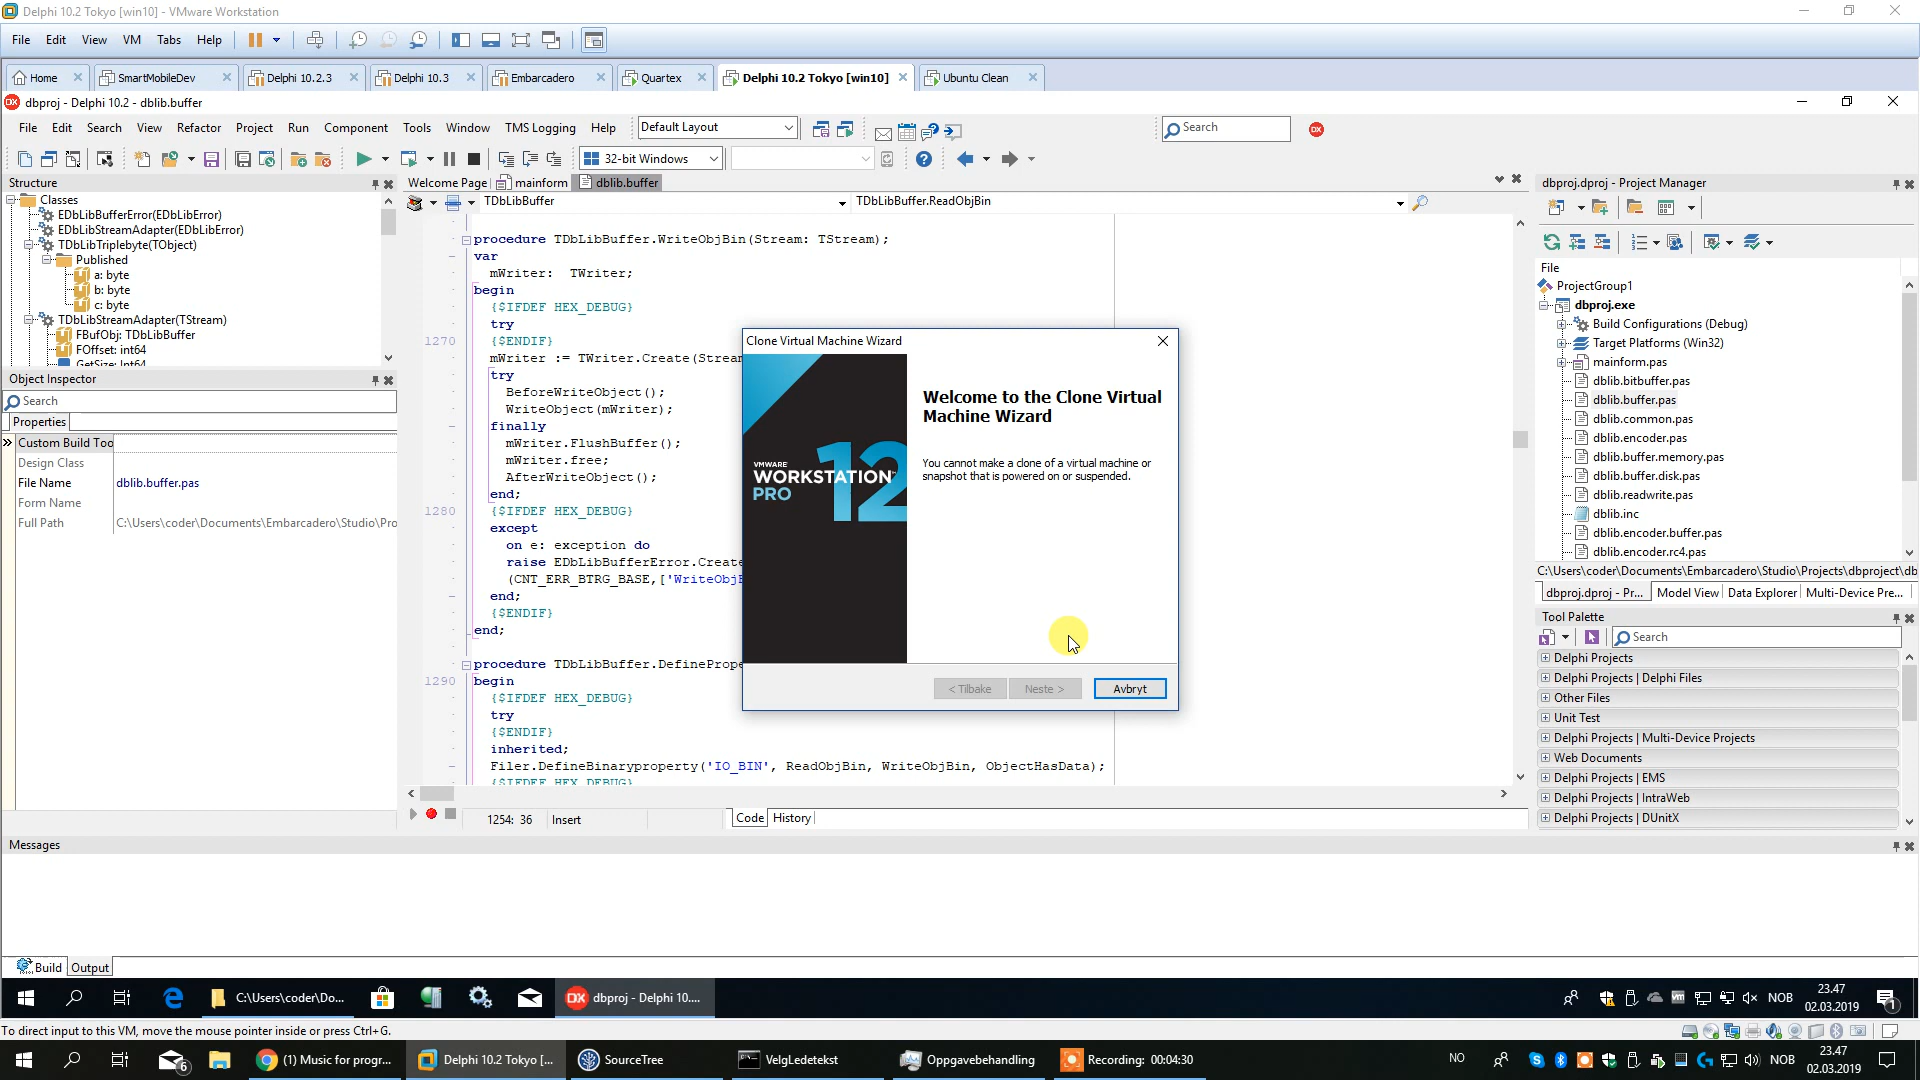 Delphi 10.2 Tokyo [win10] - VMware Workstation
File Edit View VM Tabs Help
Home SmartMobileDev Delphi 10.2.3 Delphi 10.3 Embarcadero Quartex Delphi 10.2 Tokyo [win10] Ubuntu Clean
DX dbproj - Delphi 10.2 - dblib.buffer
File Edit Search View Refactor Project Run Component Tools Window TMS Logging Help Default Layout Search DX
32-bit Windows
Structure
Classes
EDbLibBufferError(EDbLibError)
EDbLibStreamAdapter(EDbLibError)
TDbLibTriplebyte(TObject)
Published
a: byte
b: byte
c: byte
TDbLibStreamAdapter(TStream)
FBufObj: TDbLibBuffer
FOffset: int64
GetSize: Int64
Object Inspector
Search
Properties
Custom Build Too
Design Class
File Name dblib.buffer.pas
Form Name
Full Path C:\Users\coder\Documents\Embarcadero\Studio\Pro
Welcome Page mainform dblib.buffer
TDbLibBuffer TDbLibBuffer.ReadObjBin
procedure TDbLibBuffer.WriteObjBin(Stream: TStream);
var
mWriter: TWriter;
begin
{$IFDEF HEX_DEBUG}
try
1270 {$ENDIF}
mWriter := TWriter.Create(Strea
try
BeforeWriteObject();
WriteObject(mWriter);
finally
mWriter.FlushBuffer();
mWriter.free;
AfterWriteObject();
end;
1280 {$IFDEF HEX_DEBUG}
except
on e: exception do
raise EDbLibBufferError.Create
(CNT_ERR_BTRG_BASE,['WriteObj
end;
{$ENDIF}
end;
procedure TDbLibBuffer.DefinePrope
1290 begin
{$IFDEF HEX_DEBUG}
try
{$ENDIF}
inherited;
Filer.DefineBinaryproperty('IO_BIN', ReadObjBin, WriteObjBin, ObjectHasData);
{$IFDEF HEX_DEBUG}
1254: 36 Insert Code History
Clone Virtual Machine Wizard
Welcome to the Clone Virtual
Machine Wizard
You cannot make a clone of a virtual machine or
snapshot that is powered on or suspended.
VMWARE
WORKSTATION
PRO
12
< Tilbake Neste > Avbryt
dbproj.dproj - Project Manager
File
ProjectGroup1
dbproj.exe
Build Configurations (Debug)
Target Platforms (Win32)
mainform.pas
dblib.bitbuffer.pas
dblib.buffer.pas
dblib.common.pas
dblib.encoder.pas
dblib.buffer.memory.pas
dblib.buffer.disk.pas
dblib.readwrite.pas
dblib.inc
dblib.encoder.buffer.pas
dblib.encoder.rc4.pas
C:\Users\coder\Documents\Embarcadero\Studio\Projects\dbproject\db
dbproj.dproj - Pr... Model View Data Explorer Multi-Device Pre...
Tool Palette
Search
Delphi Projects
Delphi Projects | Delphi Files
Other Files
Unit Test
Delphi Projects | Multi-Device Projects
Web Documents
Delphi Projects | EMS
Delphi Projects | IntraWeb
Delphi Projects | DUnitX
Messages
Build Output
C:\Users\coder\Do... DX dbproj - Delphi 10.... NOB 23.47
02.03.2019 1
To direct input to this VM, move the mouse pointer inside or press Ctrl+G.
6 (1) Music for progr... Delphi 10.2 Tokyo [... SourceTree VelgLedetekst Oppgavebehandling Recording: 00:04:30 NO NOB 23.47
02.03.2019